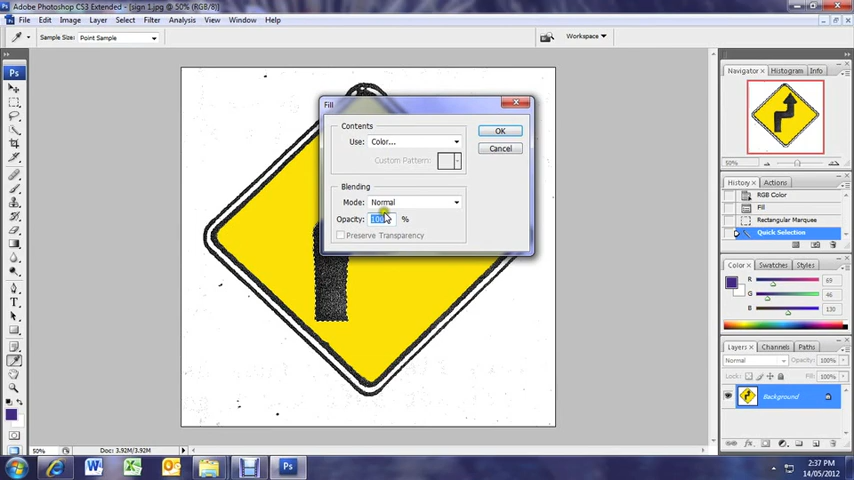 Adobe Photoshop CS3 Extended - [sign 1.jpg @ 50% (RGB/8)]
File Edit Image Layer Select Filter Analysis View Window Help
Sample Size: Point Sample
Workspace
Fill
Contents
Use: Color...
Custom Pattern:
OK
Cancel
Blending
Mode: Normal
Opacity: 100 %
Preserve Transparency
Navigator Histogram Info
50%
History Actions
RGB Color
Fill
Rectangular Marquee
Quick Selection
Color Swatches Styles
R 69
G 46
B 130
Layers Channels Paths
Normal Opacity: 100%
Lock: Fill: 100%
Background
50% Doc: 3.92M/3.92M
2:37 PM
14/05/2012